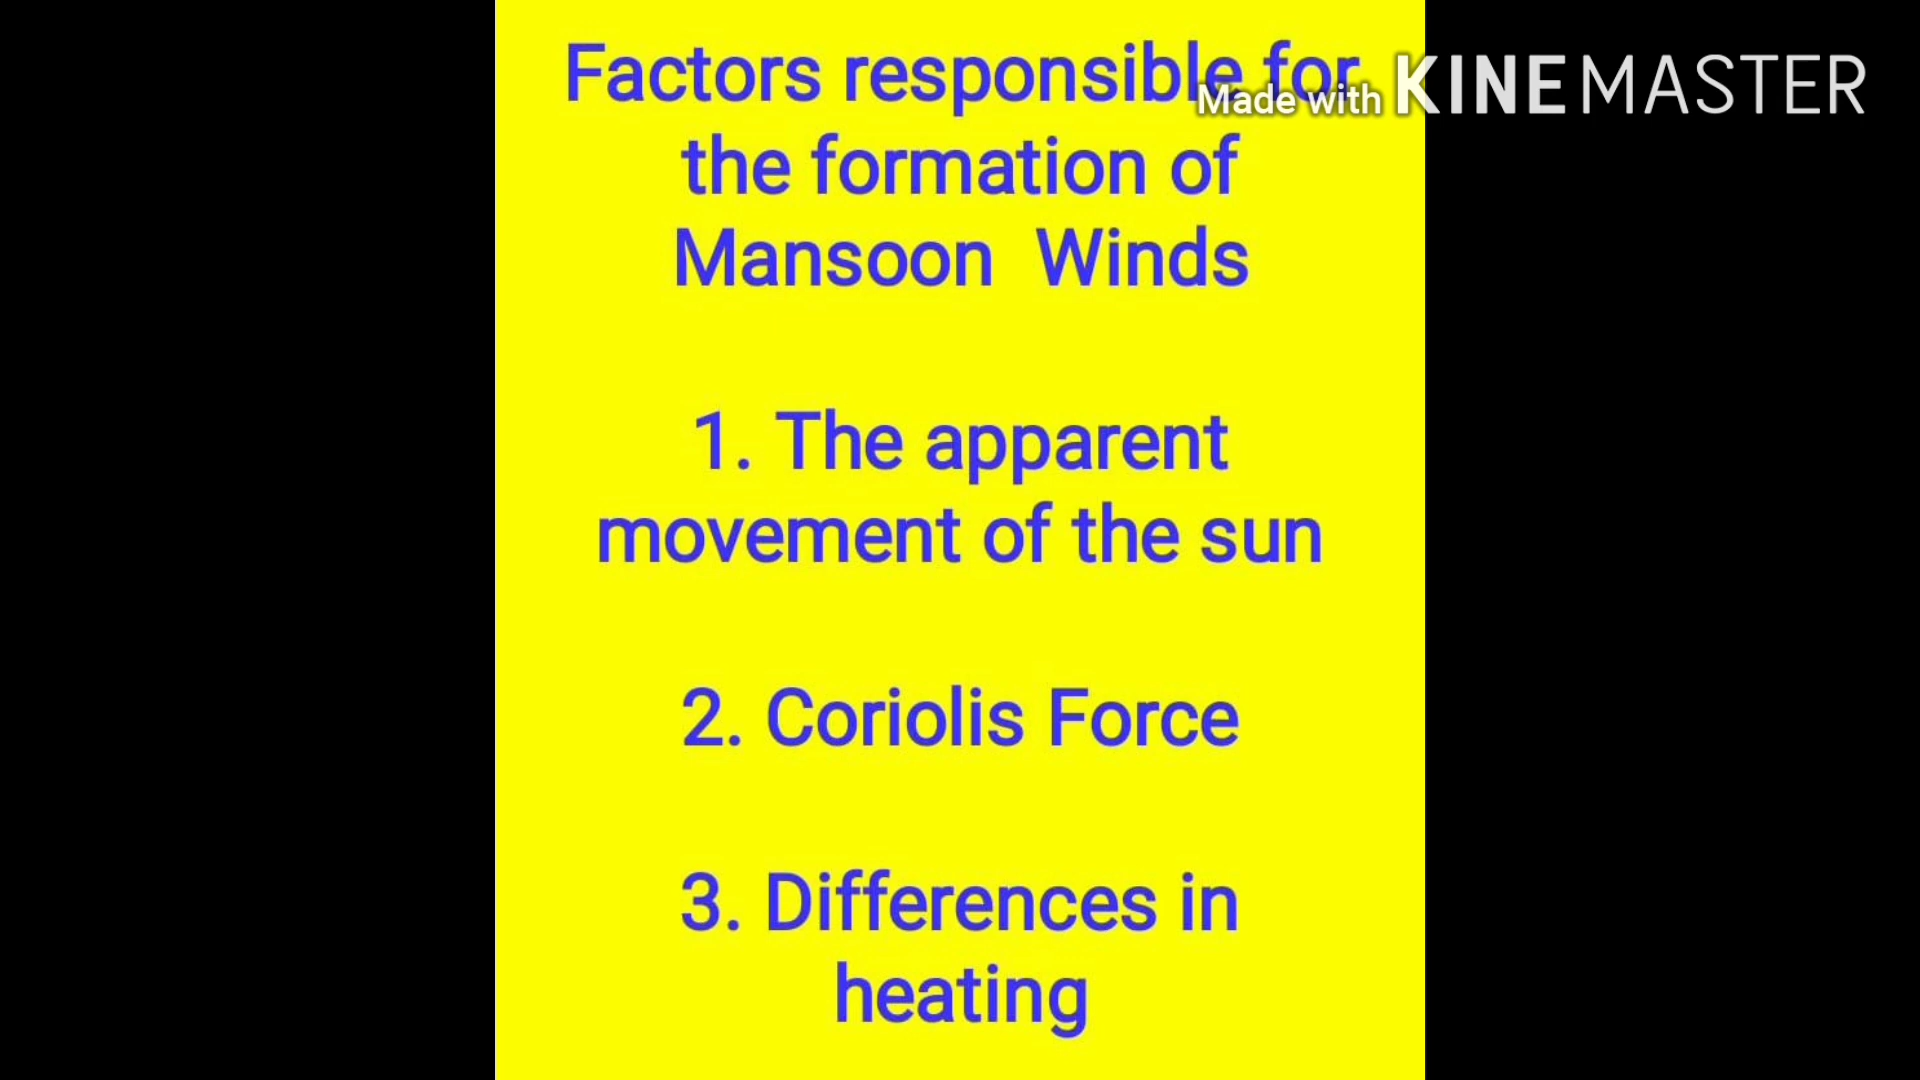 Factors responsible for
Made with KINEMASTER
the formation of
Mansoon Winds
1. The apparent
movement of the sun
2. Coriolis Force
3. Differences in
heating